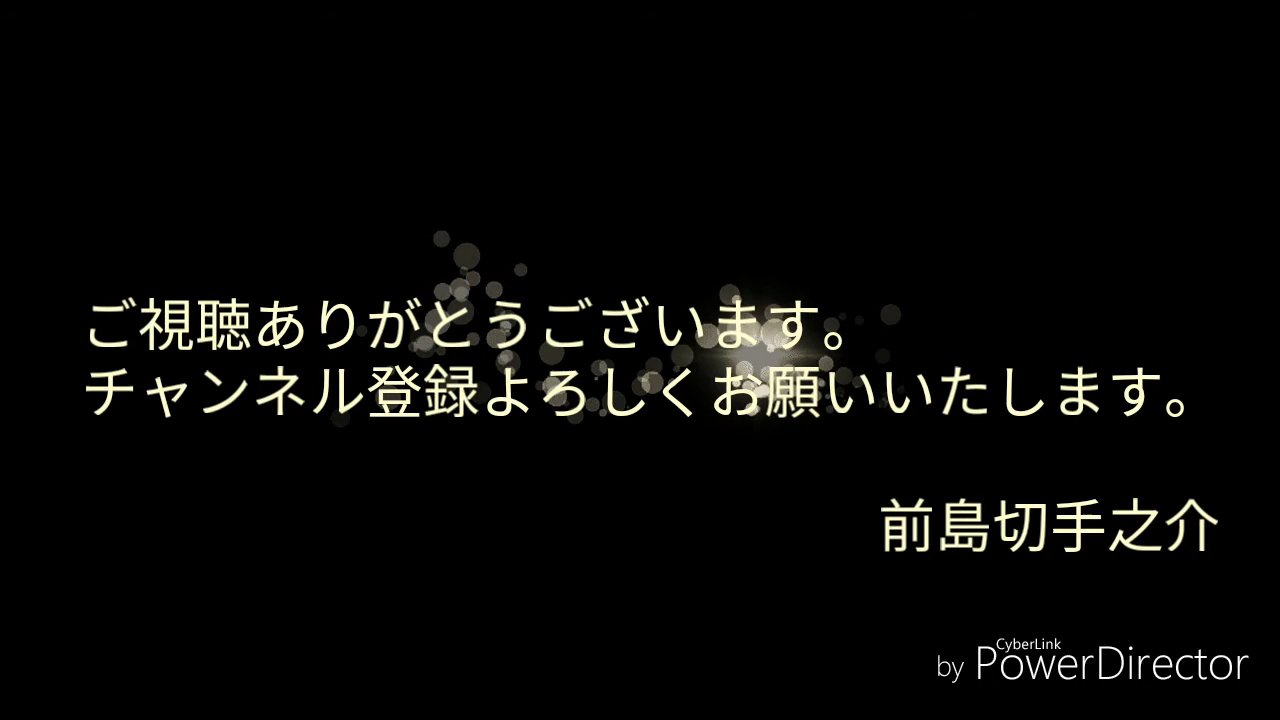 ご視聴ありがとうございます。
チャンネル登録よろしくお願いいたします。
前島切手之介
by CyberLink PowerDirector